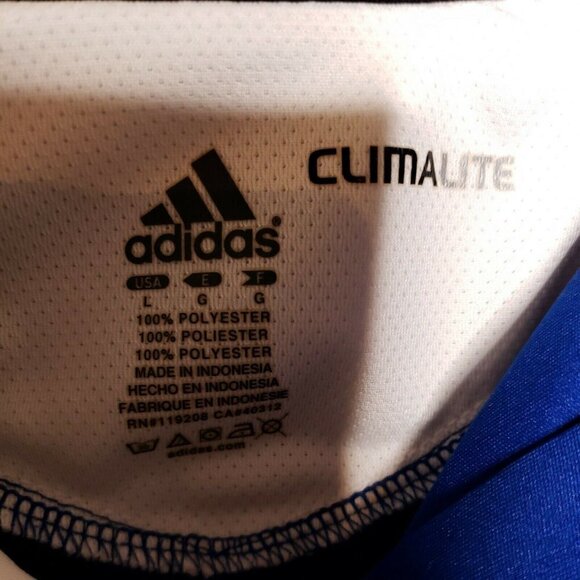 CLIMALITE
adidas®
USA E F
L G G
100% POLYESTER
100% POLIESTER
100% POLYESTER
MADE IN INDONESIA
HECHO EN INDONESIA
FABRIQUE EN INDONESIE
RN#119208 CA#40312
adidas.com